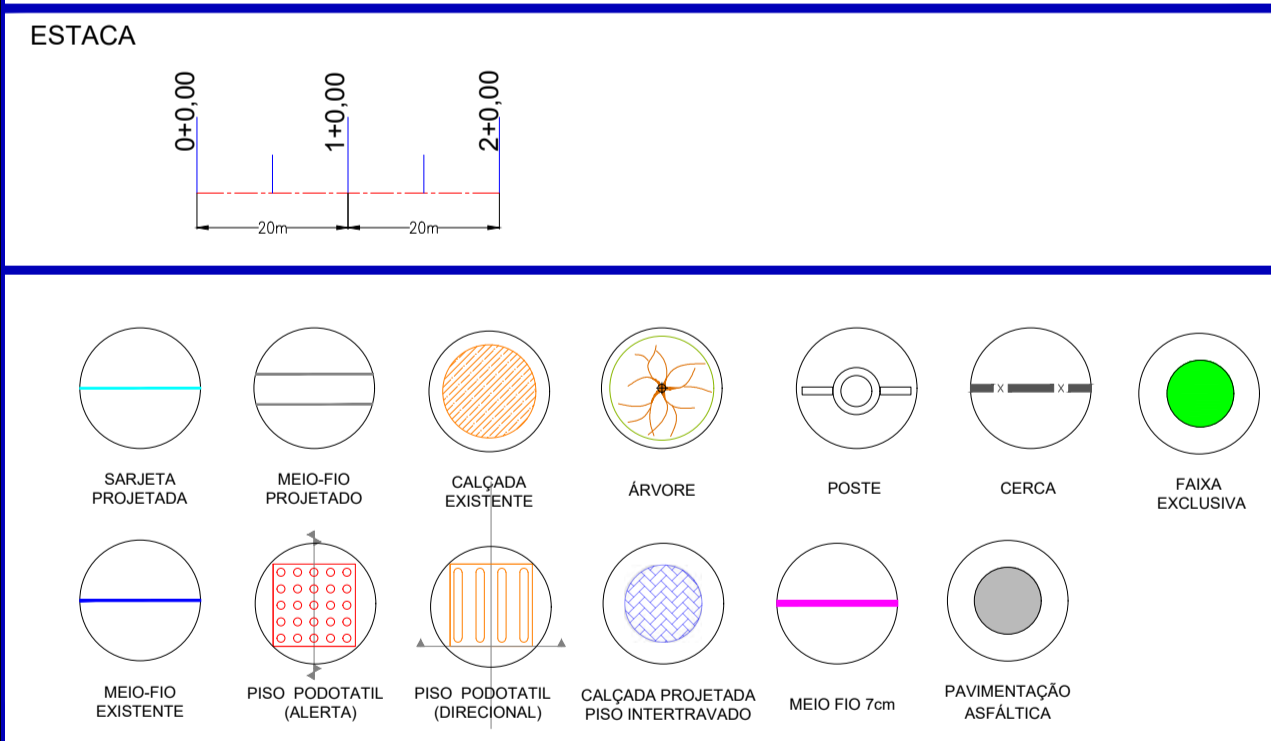 ESTACA
0+0,00
1+0,00
2+0,00
20m
20m
X
X
SARJETA
PROJETADA
MEIO-FIO
PROJETADO
CALÇADA
EXISTENTE
ÁRVORE
POSTE
CERCA
FAIXA
EXCLUSIVA
MEIO-FIO
EXISTENTE
PISO PODOTATIL
(ALERTA)
PISO PODOTATIL
(DIRECIONAL)
CALÇADA PROJETADA
PISO INTERTRAVADO
MEIO FIO 7cm
PAVIMENTAÇÃO
ASFÁLTICA